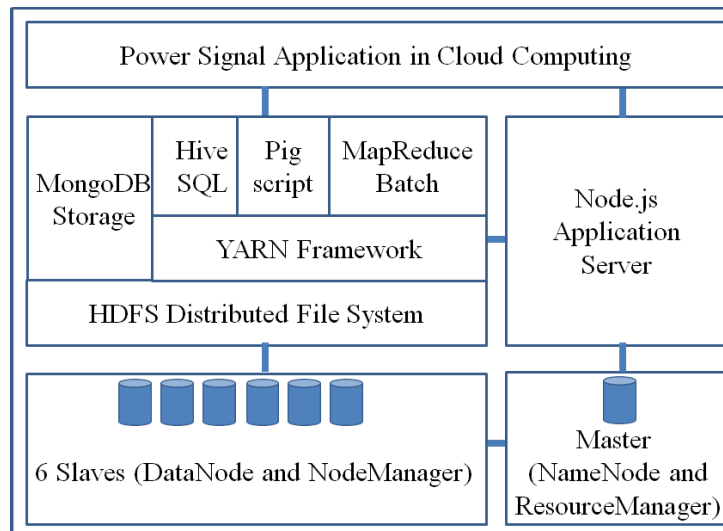 Power Signal Application in Cloud Computing
MongoDB
Storage
Hive
SQL
Pig
script
MapReduce
Batch
YARN Framework
HDFS Distributed File System
Node.js
Application
Server
6 Slaves (DataNode and NodeManager)
Master
(NameNode and
ResourceManager)